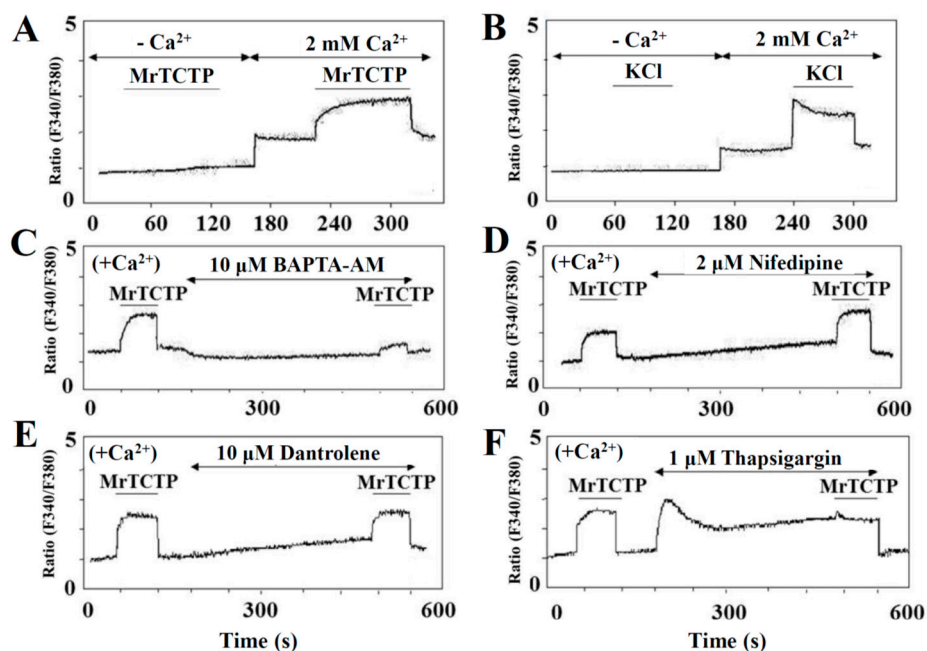 A
B
- Ca²⁺ 2 mM Ca²⁺
MrTCTP MrTCTP
- Ca²⁺ 2 mM Ca²⁺
KCl KCl
Ratio (F340/F380)
5
0
0 60 120 180 240 300
Ratio (F340/F380)
5
0
0 60 120 180 240 300
C
(+Ca²⁺) 10 µM BAPTA-AM
MrTCTP MrTCTP
Ratio (F340/F380)
5
0
0 300 600
D
(+Ca²⁺) 2 µM Nifedipine
MrTCTP MrTCTP
Ratio (F340/F380)
5
0
0 300 600
E
(+Ca²⁺) 10 µM Dantrolene
MrTCTP MrTCTP
Ratio (F340/F380)
5
0
0 300 600
Time (s)
F
(+Ca²⁺) 1 µM Thapsigargin
MrTCTP MrTCTP
Ratio (F340/F380)
5
0
0 300 600
Time (s)